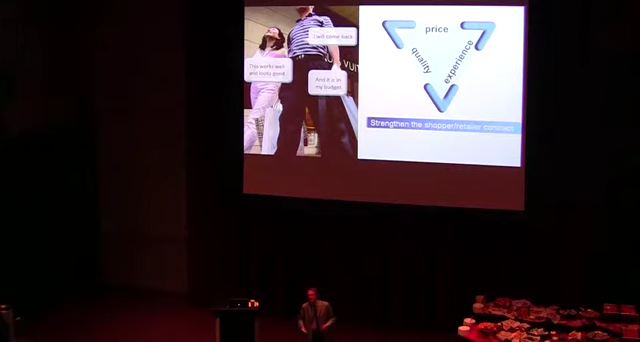 I will come back
This works well
and looks good
And it is in
my budget
VUIT
price
quality
experience
Strengthen the shopper/retailer contract